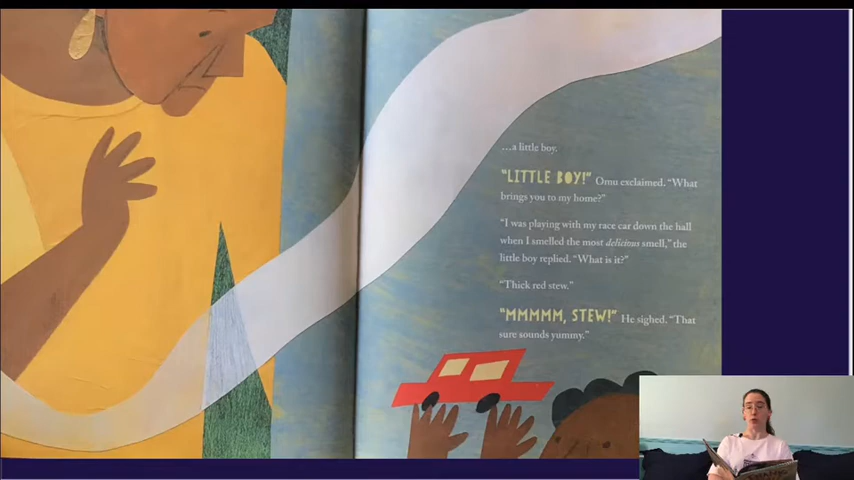 ...a little boy.
"LITTLE BOY!" Omu exclaimed. "What
brings you to my home?"
"I was playing with my race car down the hall
when I smelled the most delicious smell," the
little boy replied. "What is it?"
"Thick red stew."
"MMMMM, STEW!" He sighed. "That
sure sounds yummy."